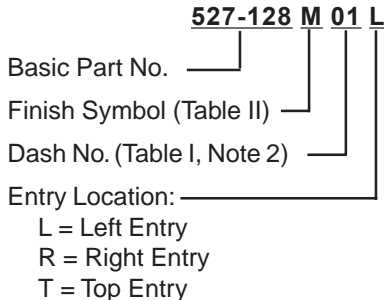 527-128 M 01 L
Basic Part No.
Finish Symbol (Table II)
Dash No. (Table I, Note 2)
Entry Location:
L = Left Entry
R = Right Entry
T = Top Entry